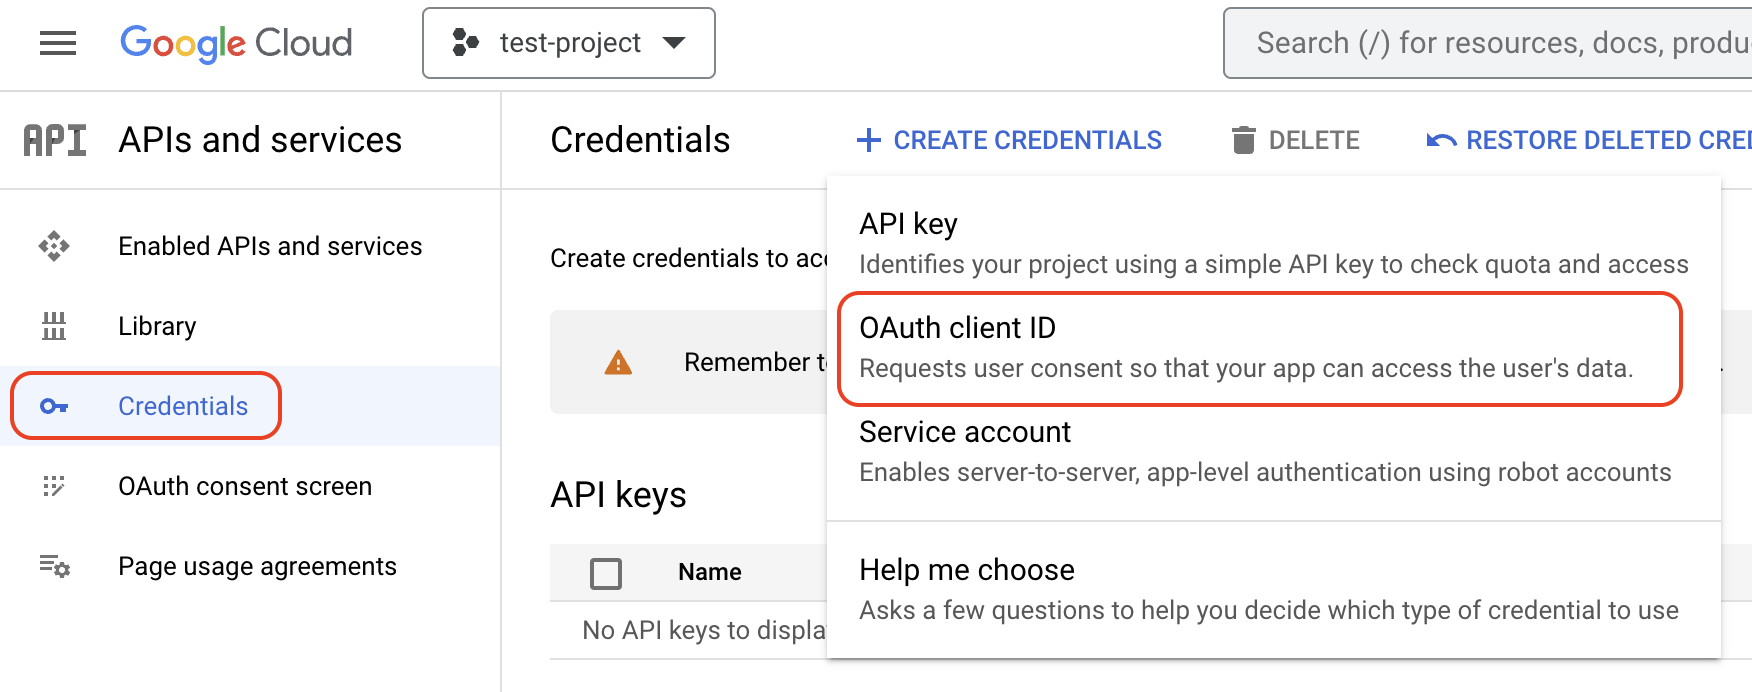 Google Cloud
test-project
Search (/) for resources, docs, produ
API
APIs and services
Enabled APIs and services
Library
Credentials
OAuth consent screen
Page usage agreements
Credentials
CREATE CREDENTIALS
DELETE
RESTORE DELETED CRED
Create credentials to acc
Remember to
API keys
Name
No API keys to displa
API key
Identifies your project using a simple API key to check quota and access
OAuth client ID
Requests user consent so that your app can access the user's data.
Service account
Enables server-to-server, app-level authentication using robot accounts
Help me choose
Asks a few questions to help you decide which type of credential to use